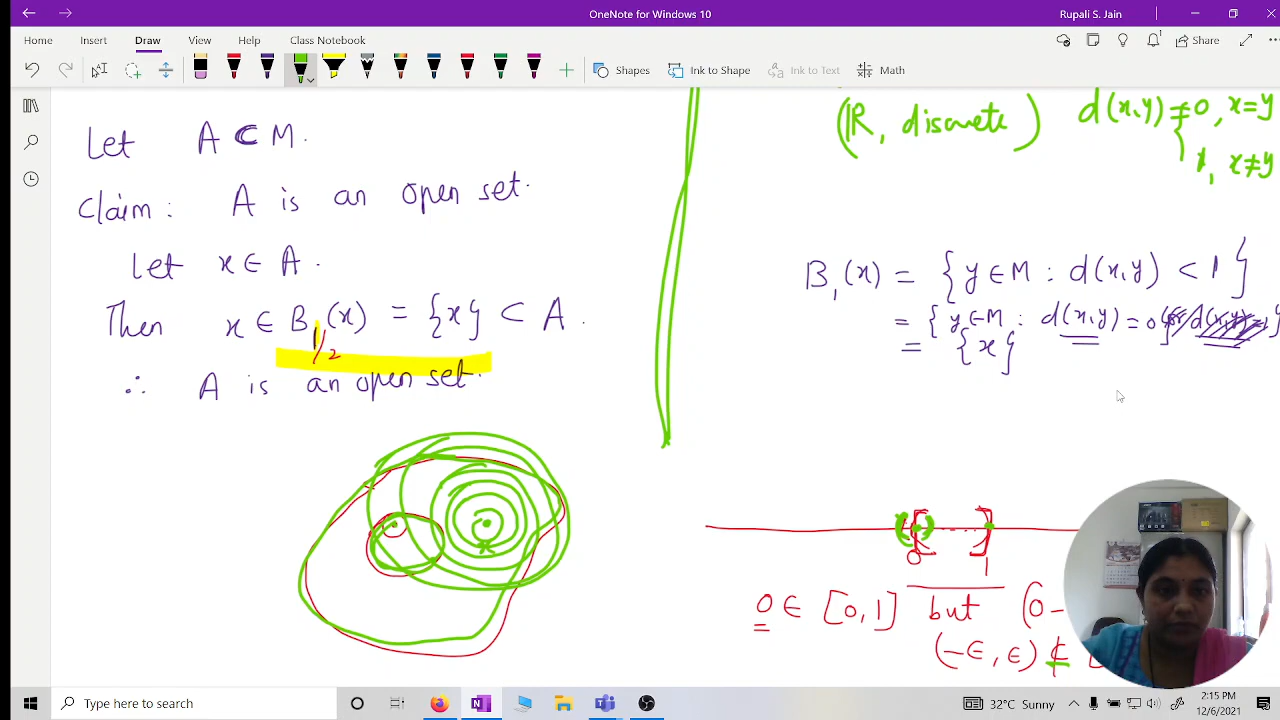 OneNote for Windows 10
Rupali S. Jain
Home Insert Draw View Help Class Notebook
Share
Shapes Ink to Shape Ink to Text Math
Let A ⊂ M.
Claim: A is an open set.
Let x ∈ A.
Then x ∈ B₁/₂(x) = {x} ⊂ A.
∴ A is an open set.
(ℝ, discrete) d(x,y) = { 0, x=y
1, x≠y
B₁(x) = {y ∈ M : d(x,y) < 1}
= {y ∈ M : d(x,y) = 0}
= {x}
0 1
0 ∈ [0,1] but (0-
(-∈, ∈) ⊄
Type here to search
32°C Sunny
2:15 PM
12/6/2021